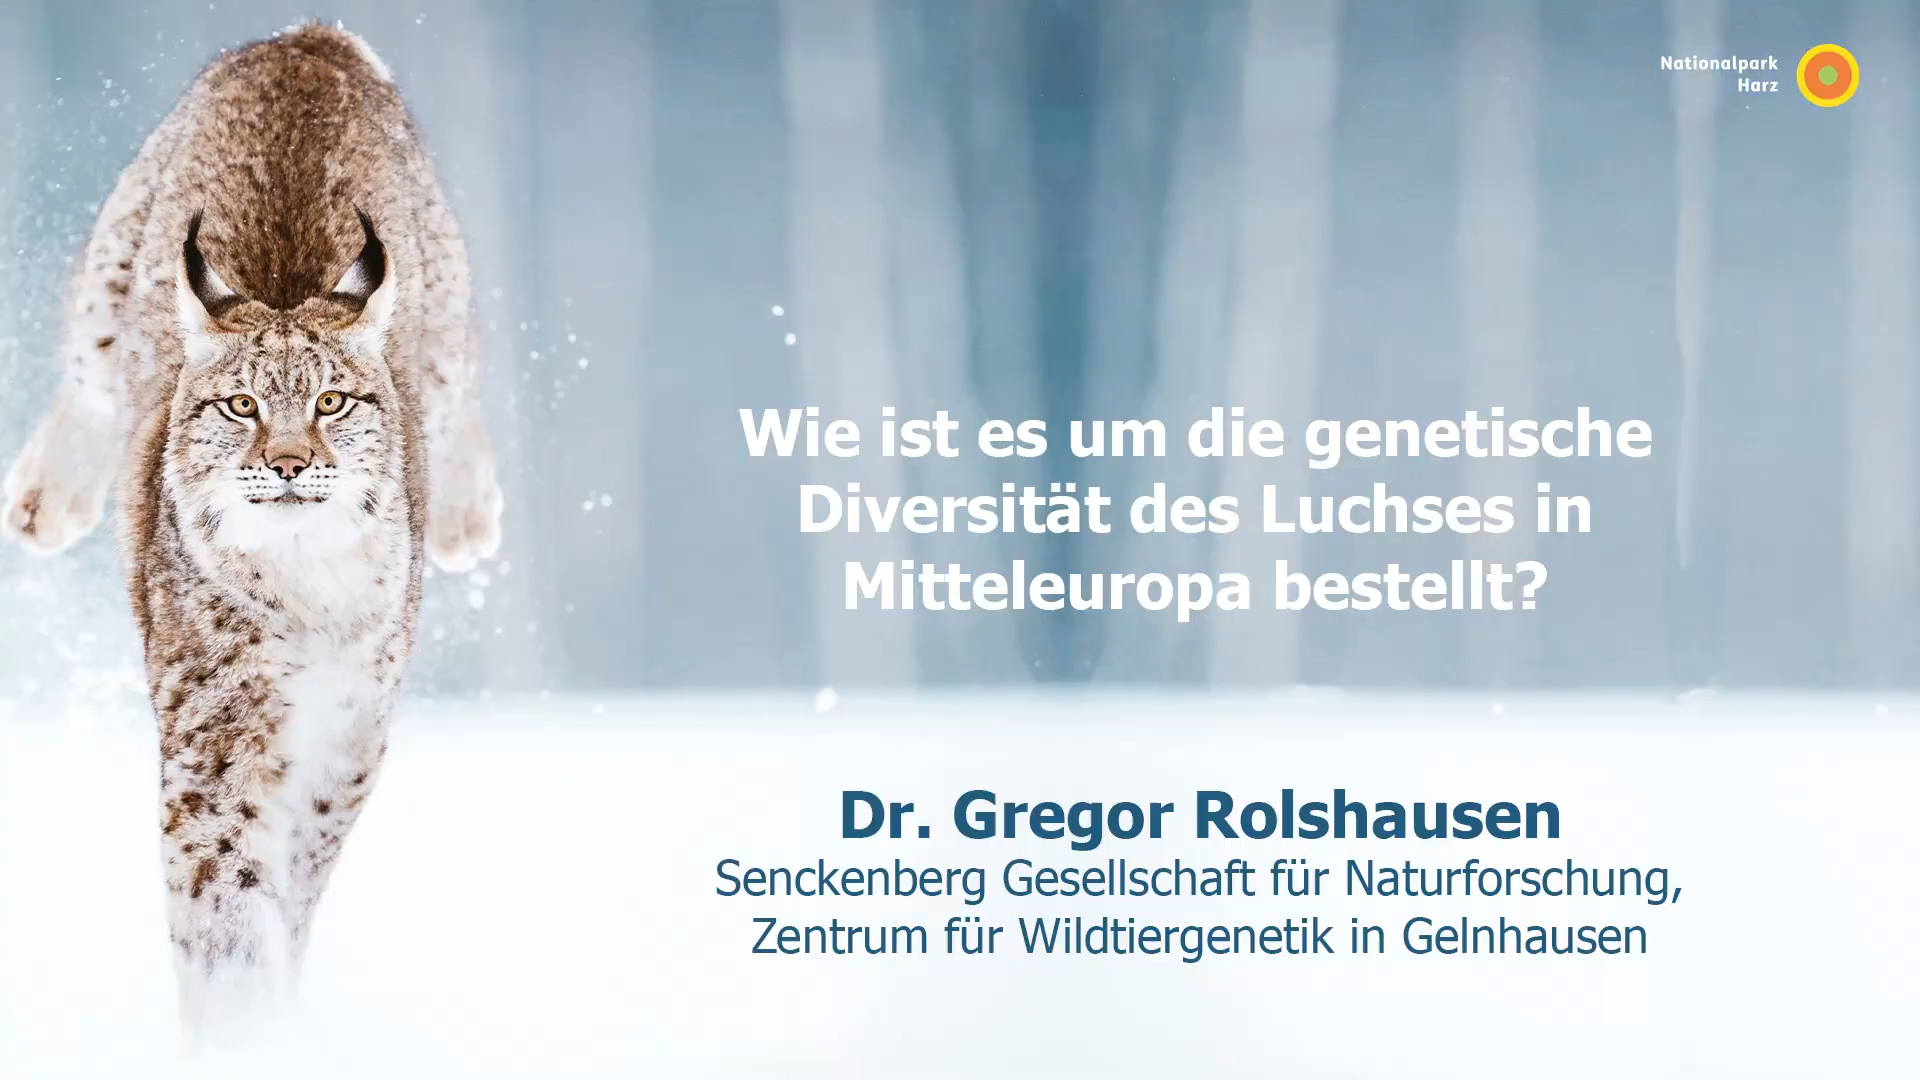 Nationalpark
Harz
Wie ist es um die genetische
Diversität des Luchses in
Mitteleuropa bestellt?
Dr. Gregor Rolshausen
Senckenberg Gesellschaft für Naturforschung,
Zentrum für Wildtiergenetik in Gelnhausen